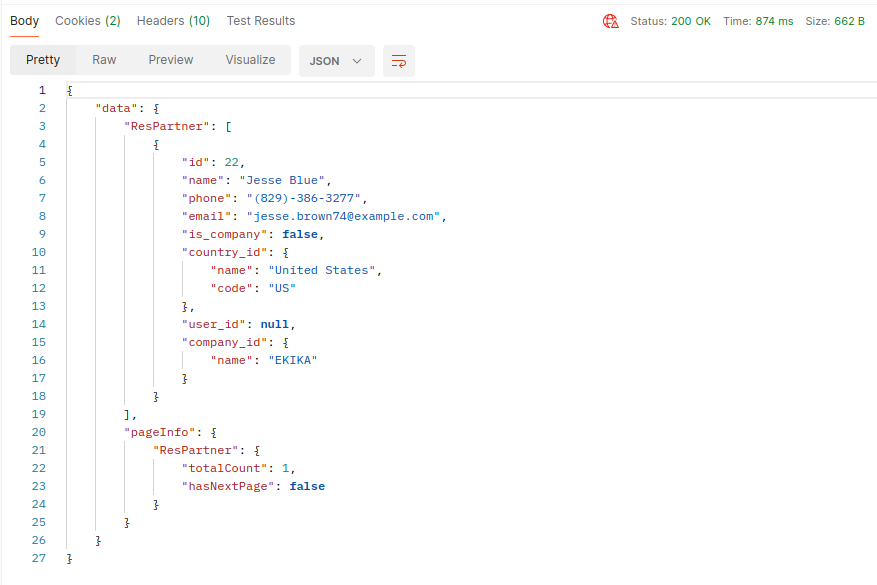 Body Cookies (2) Headers (10) Test Results Status: 200 OK Time: 874 ms Size: 662 B
Pretty Raw Preview Visualize JSON
1 {
2 "data": {
3 "ResPartner": [
4 {
5 "id": 22,
6 "name": "Jesse Blue",
7 "phone": "(829)-386-3277",
8 "email": "jesse.brown74@example.com",
9 "is_company": false,
10 "country_id": {
11 "name": "United States",
12 "code": "US"
13 },
14 "user_id": null,
15 "company_id": {
16 "name": "EKIKA"
17 }
18 }
19 ],
20 "pageInfo": {
21 "ResPartner": {
22 "totalCount": 1,
23 "hasNextPage": false
24 }
25 }
26 }
27 }